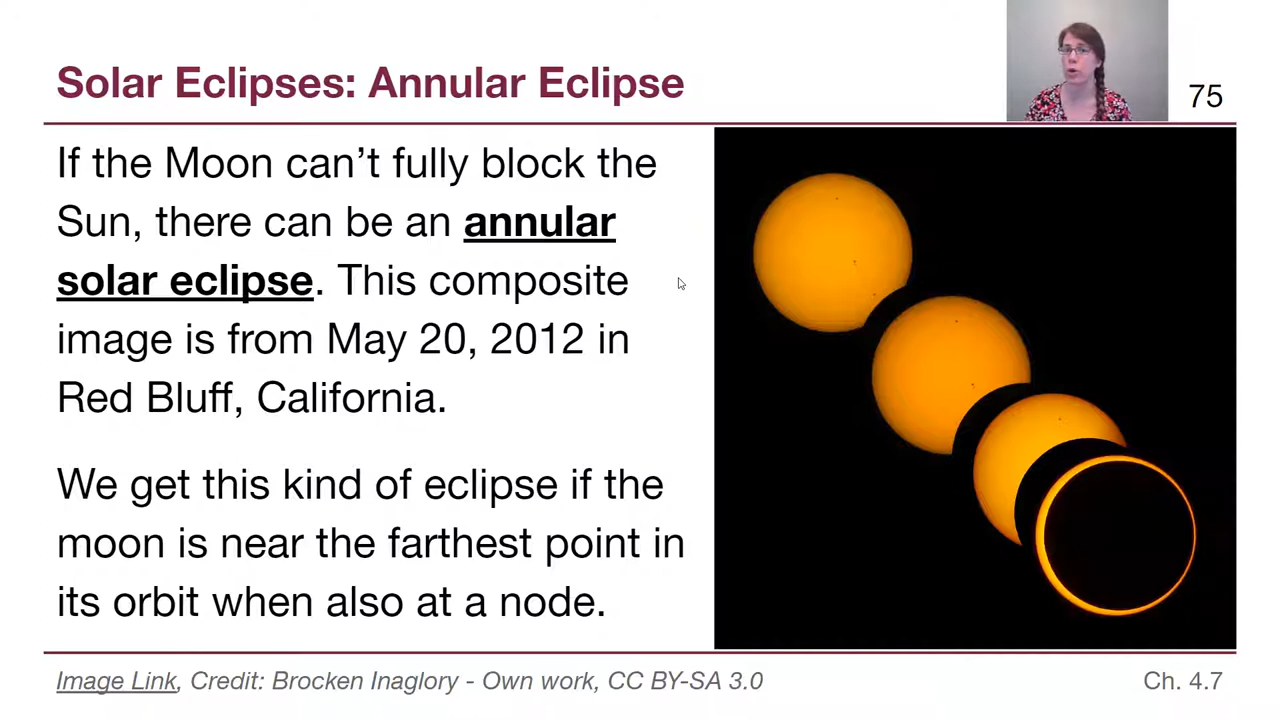 Solar Eclipses: Annular Eclipse
75
If the Moon can’t fully block the
Sun, there can be an annular
solar eclipse. This composite
image is from May 20, 2012 in
Red Bluff, California.
We get this kind of eclipse if the
moon is near the farthest point in
its orbit when also at a node.
Image Link, Credit: Brocken Inaglory - Own work, CC BY-SA 3.0
Ch. 4.7